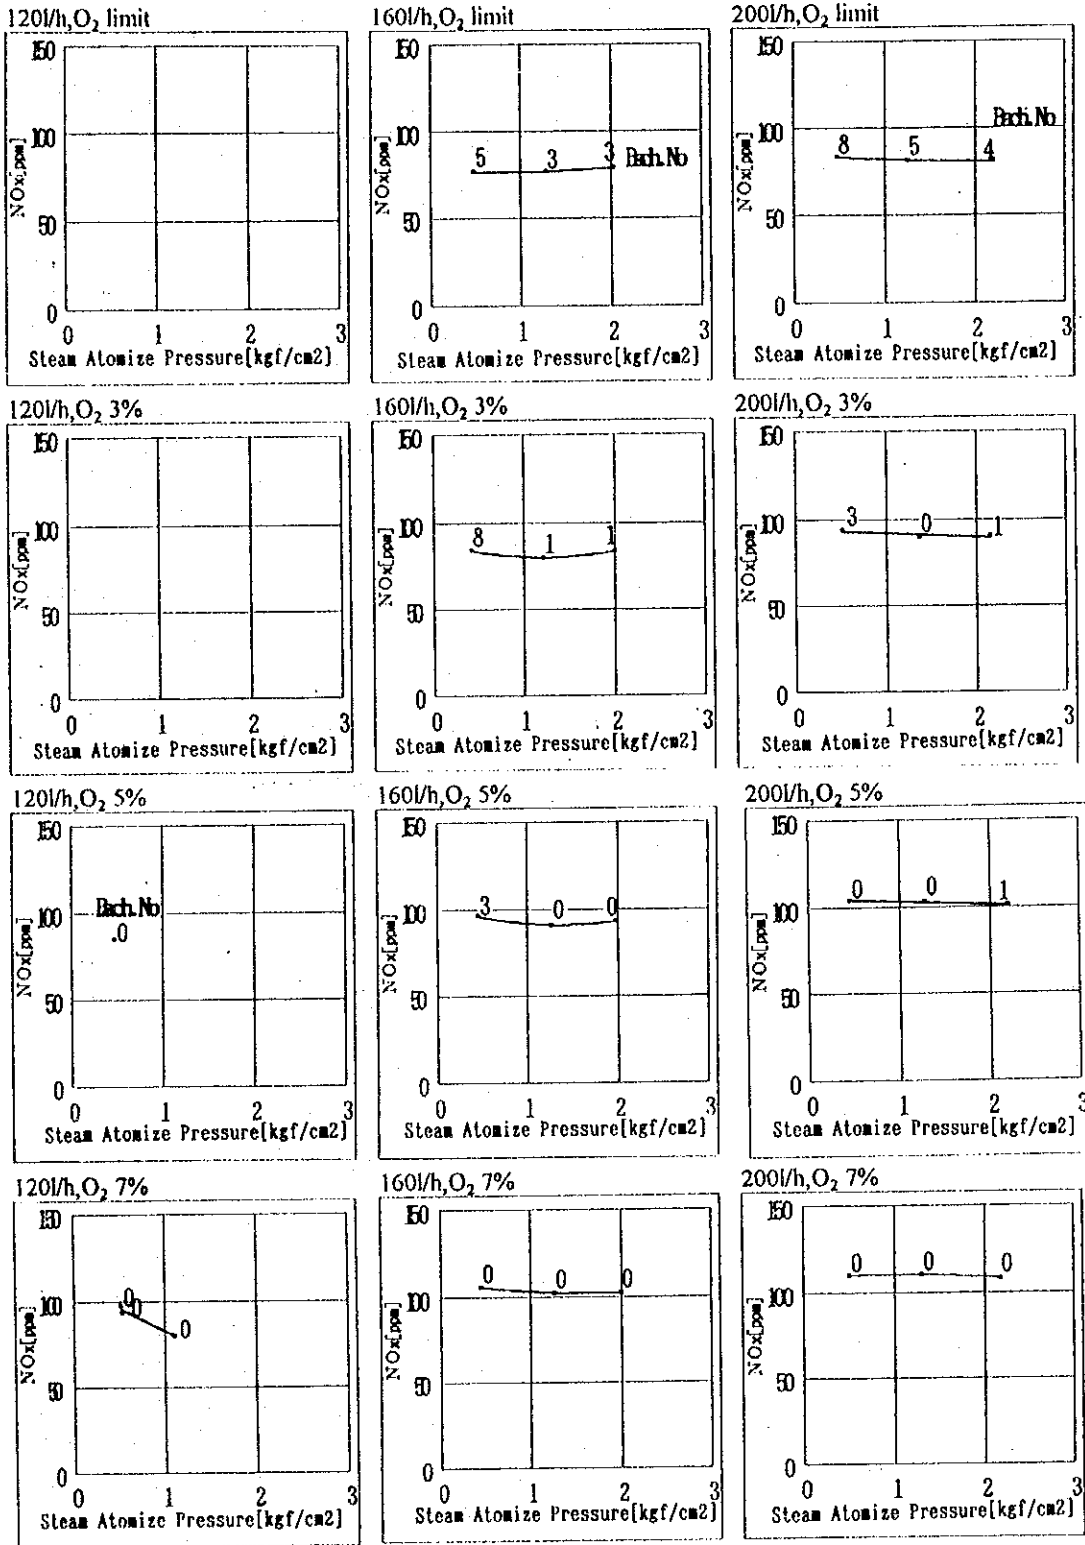 120l/h,O₂ limit
150
100
50
0
NOx[ppm]
0 1 2 3
Steam Atomize Pressure[kgf/cm2]
160l/h,O₂ limit
150
100
50
0
NOx[ppm]
5 3 3 Bach.No
0 1 2 3
Steam Atomize Pressure[kgf/cm2]
200l/h,O₂ limit
150
100
50
0
NOx[ppm]
Bach.No
8 5 4
0 1 2 3
Steam Atomize Pressure[kgf/cm2]
120l/h,O₂ 3%
150
100
50
0
NOx[ppm]
0 1 2 3
Steam Atomize Pressure[kgf/cm2]
160l/h,O₂ 3%
150
100
50
0
NOx[ppm]
8 1 1
0 1 2 3
Steam Atomize Pressure[kgf/cm2]
200l/h,O₂ 3%
150
100
50
0
NOx[ppm]
3 0 1
0 1 2 3
Steam Atomize Pressure[kgf/cm2]
120l/h,O₂ 5%
150
100
50
0
NOx[ppm]
Bach.No
0
0 1 2 3
Steam Atomize Pressure[kgf/cm2]
160l/h,O₂ 5%
150
100
50
0
NOx[ppm]
3 0 0
0 1 2 3
Steam Atomize Pressure[kgf/cm2]
200l/h,O₂ 5%
150
100
50
0
NOx[ppm]
0 0 1
0 1 2 3
Steam Atomize Pressure[kgf/cm2]
120l/h,O₂ 7%
150
100
50
0
NOx[ppm]
0
0
0
0 1 2 3
Steam Atomize Pressure[kgf/cm2]
160l/h,O₂ 7%
150
100
50
0
NOx[ppm]
0 0 0
0 1 2 3
Steam Atomize Pressure[kgf/cm2]
200l/h,O₂ 7%
150
100
50
0
NOx[ppm]
0 0 0
0 1 2 3
Steam Atomize Pressure[kgf/cm2]